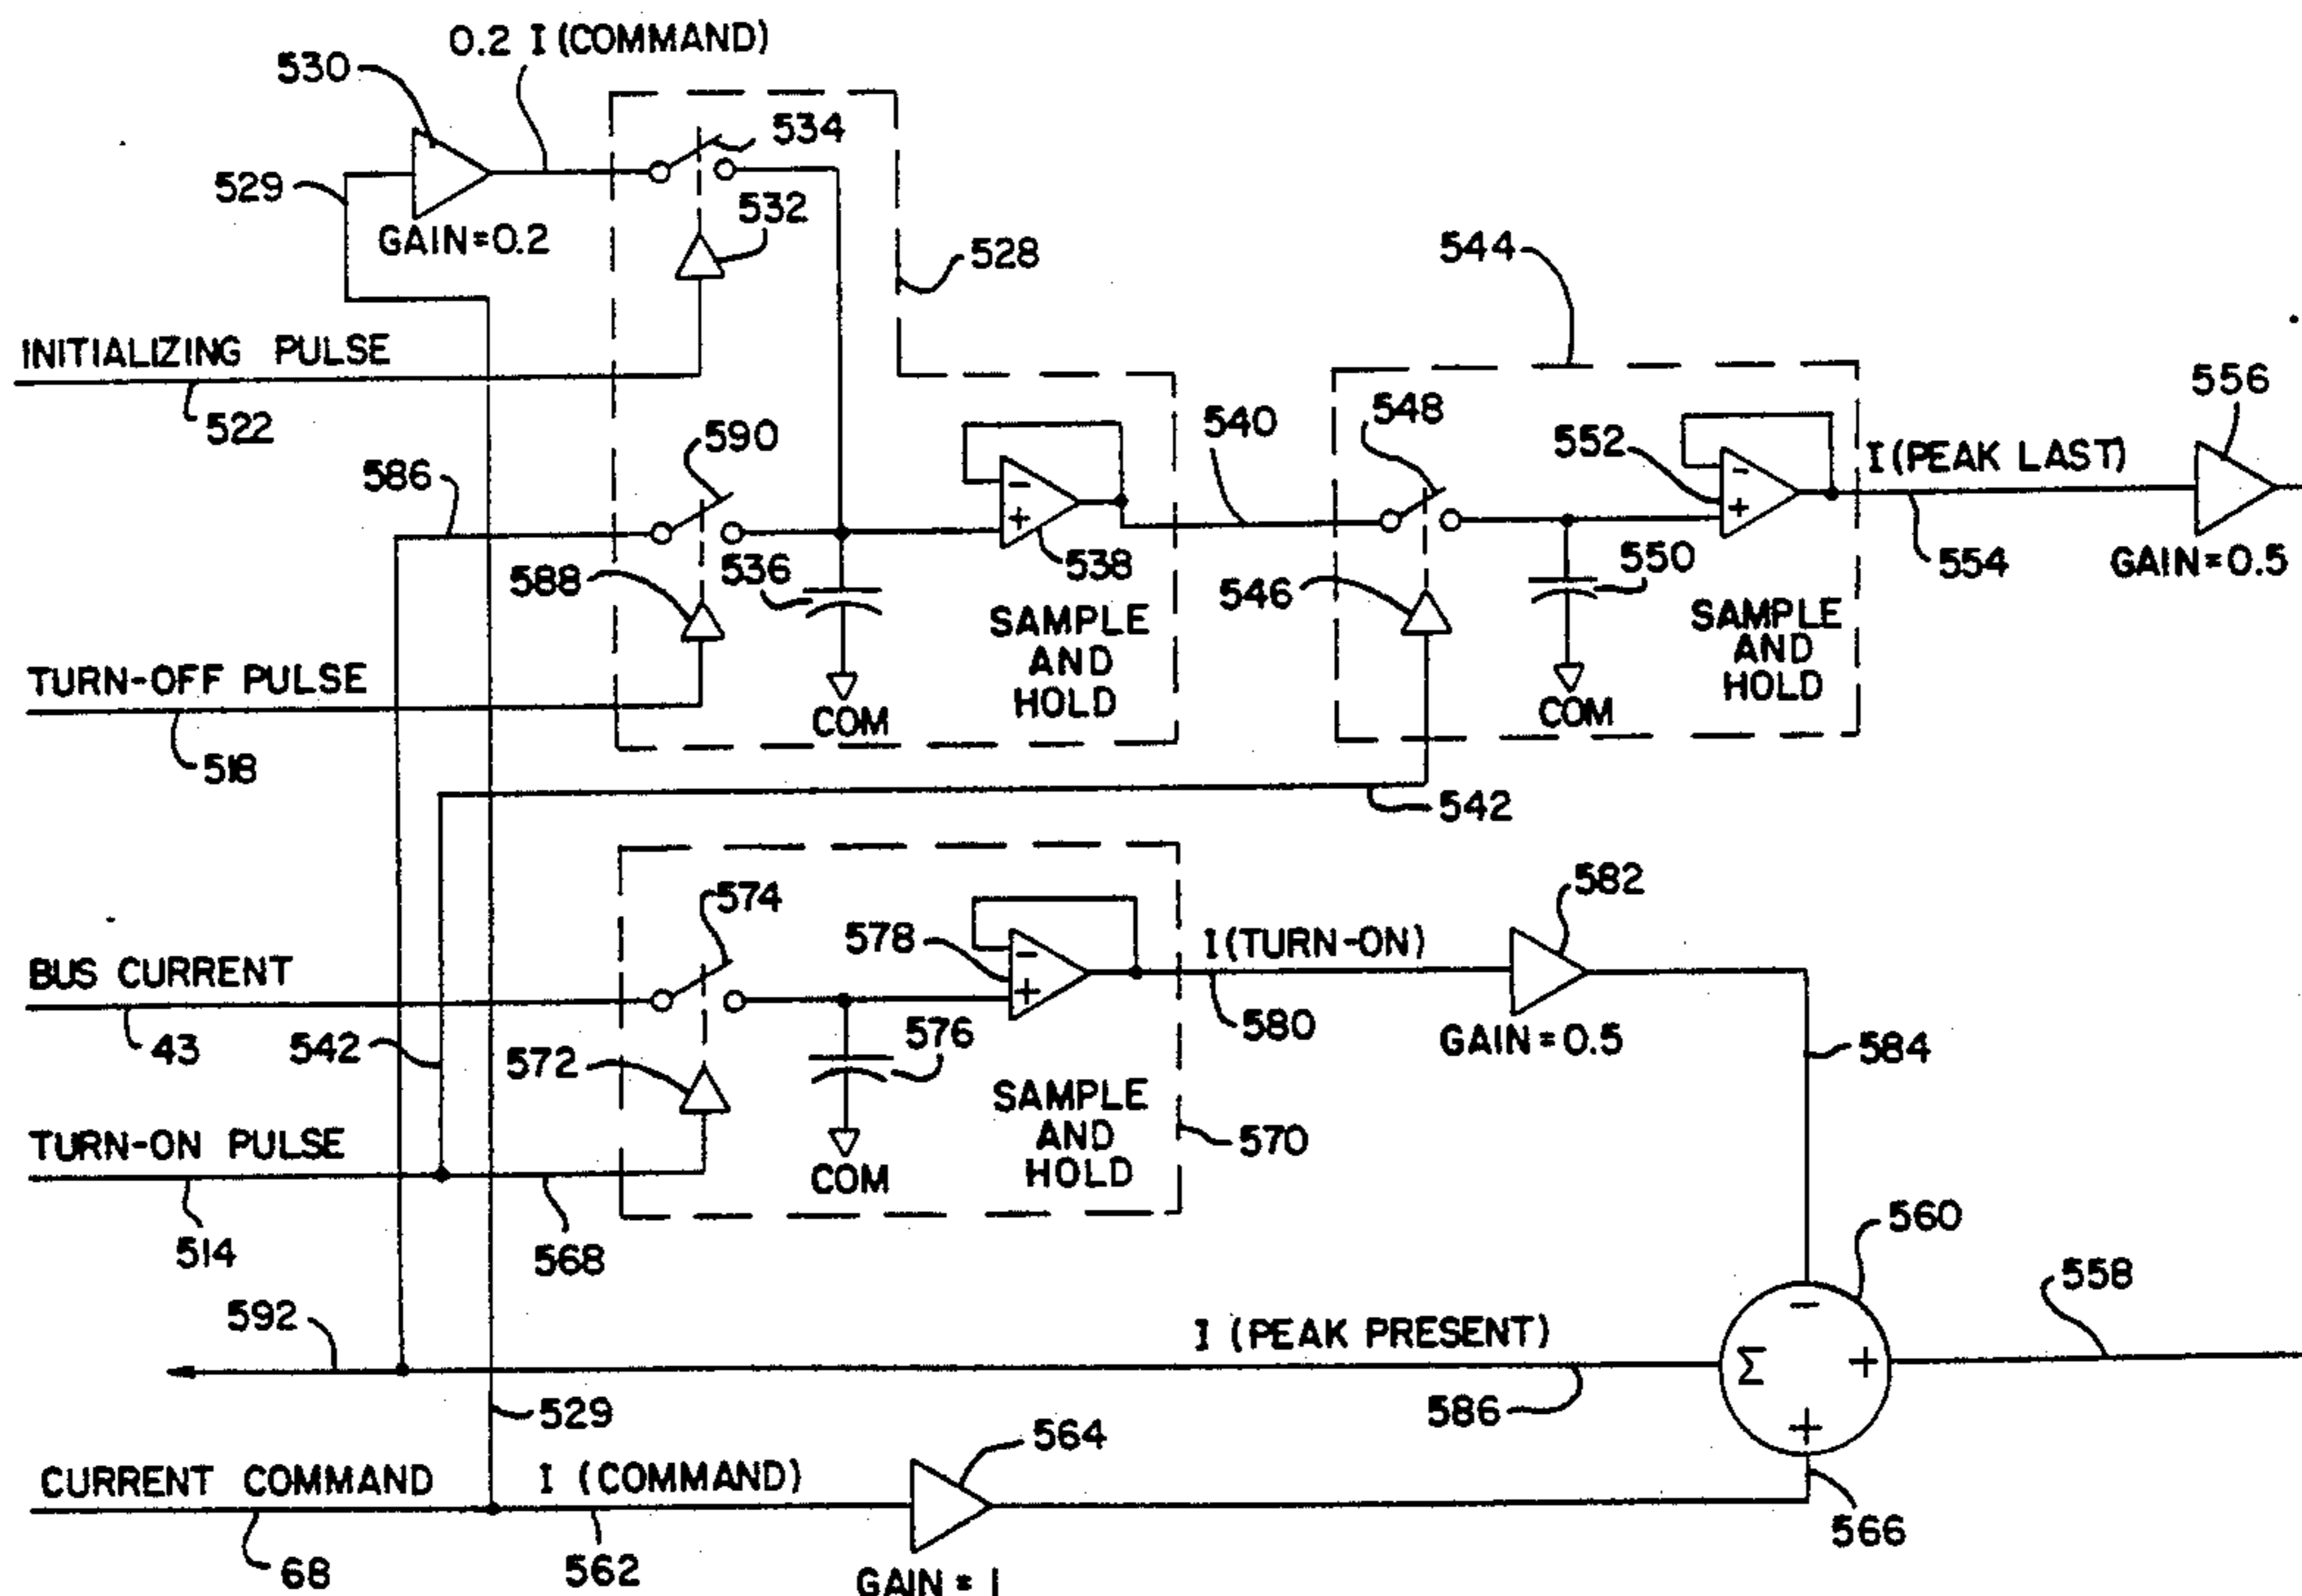 0.2 I (COMMAND)
530
534
529
532
GAIN=0.2
528
544
INITIALIZING PULSE
522
556
590
540
548
552
I (PEAK LAST)
586
538
554
GAIN=0.5
588
536
550
546
SAMPLE
AND
HOLD
SAMPLE
AND
HOLD
TURN-OFF PULSE
518
COM
COM
542
574
578
582
I (TURN-ON)
BUS CURRENT
43
542
572
576
580
GAIN=0.5
584
SAMPLE
AND
HOLD
570
TURN-ON PULSE
COM
514
568
560
558
592
I (PEAK PRESENT)
-
Σ
+
+
586
529
564
CURRENT COMMAND
I (COMMAND)
566
68
562
GAIN = 1
-
+
-
+
-
+